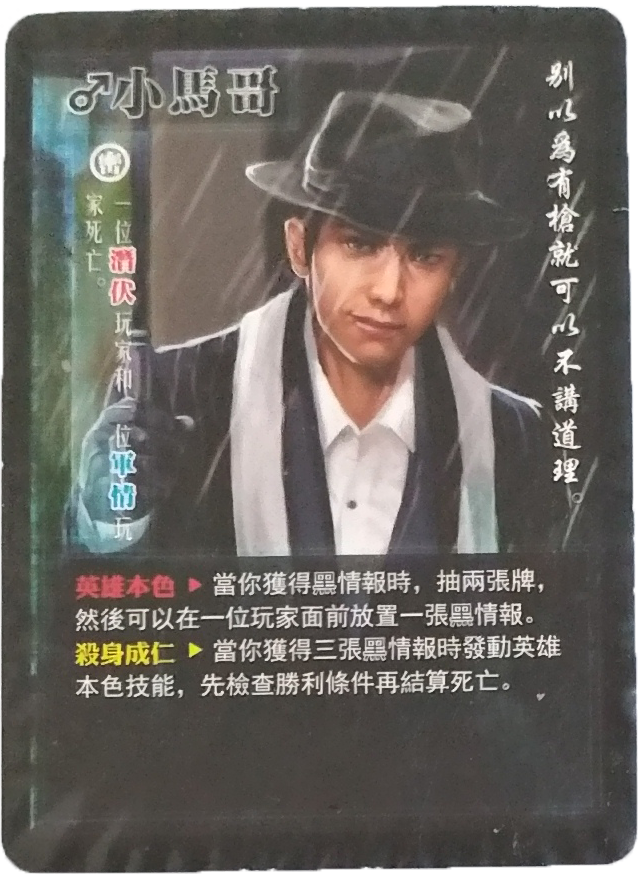 ♂小馬哥
密
一位潛伏玩家和一位軍情玩
家死亡。
別以為有槍就可以不講道理。
英雄本色▶當你獲得黑情報時，抽兩張牌，
然後可以在一位玩家面前放置一張黑情報。
殺身成仁▶當你獲得三張黑情報時發動英雄
本色技能，先檢查勝利條件再結算死亡。